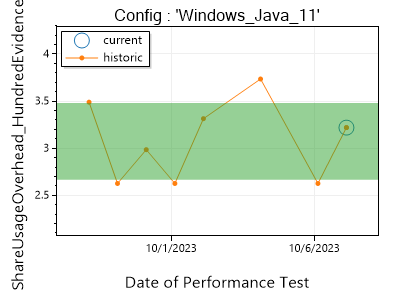 Config : 'Windows_Java_11'
current
historic
ShareUsageOverhead_HundredEvidence
4
3.5
3
2.5
10/1/2023
10/6/2023
Date of Performance Test